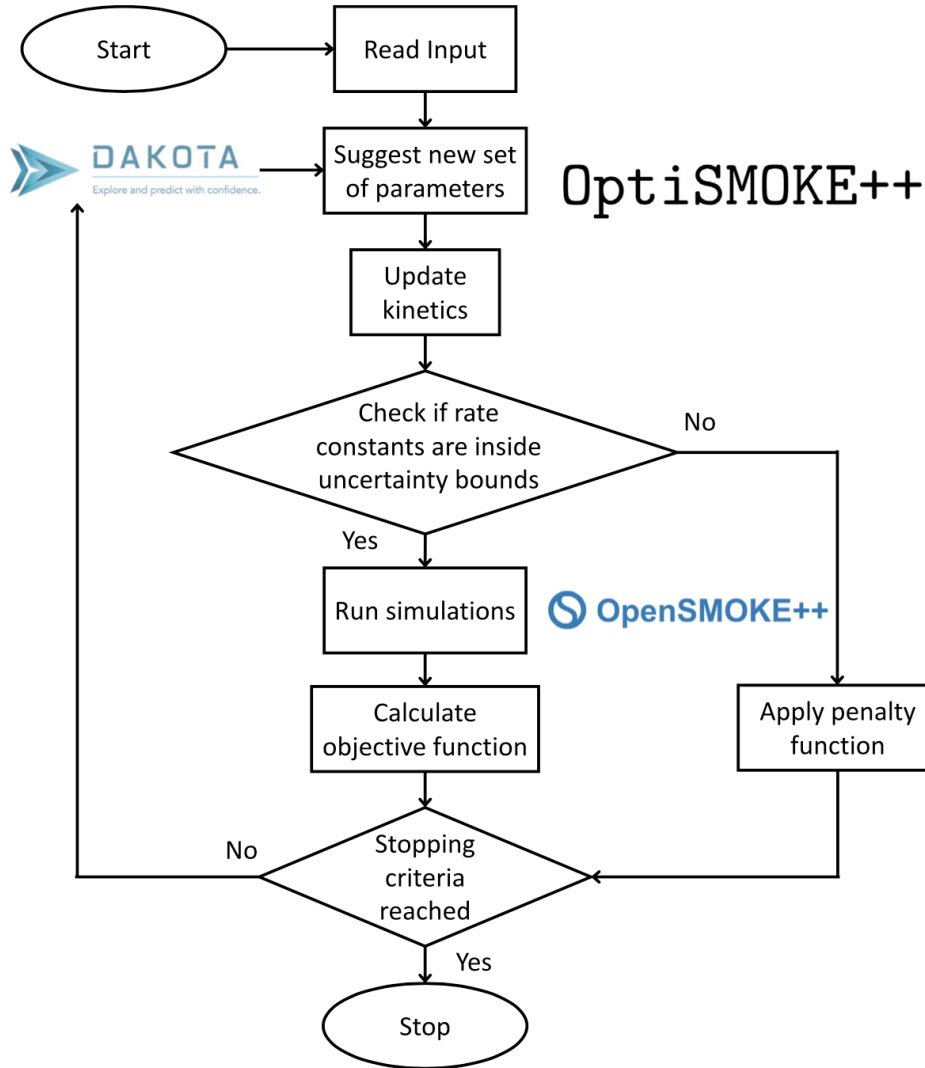 Start
Read Input
DAKOTA
Explore and predict with confidence.
Suggest new set
of parameters
OptiSMOKE++
Update
kinetics
Check if rate
constants are inside
uncertainty bounds
No
Yes
Run simulations
OpenSMOKE++
Calculate
objective function
Apply penalty
function
No
Stopping
criteria
reached
Yes
Stop